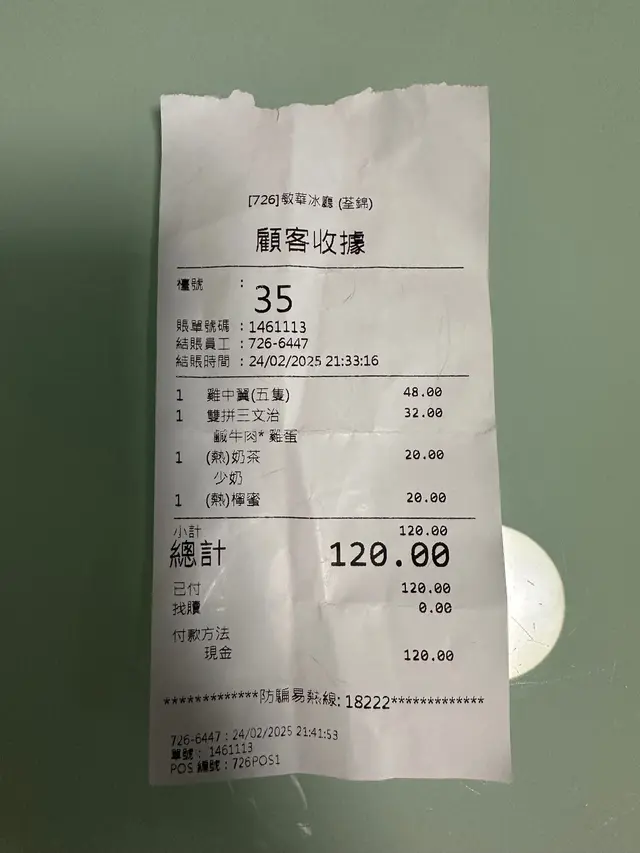 [726]敏華冰廳 (荃錦)
顧客收據
檯號 : 35
賬單號碼 : 1461113
結賬員工 : 726-6447
結賬時間 : 24/02/2025 21:33:16
1 雞中翼(五隻) 48.00
1 雙拼三文治 32.00
鹹牛肉* 雞蛋
1 (熱)奶茶 20.00
少奶
1 (熱)檸蜜 20.00
小計 120.00
總計 120.00
已付 120.00
找贖 0.00
付款方法
現金 120.00
*************防騙易熱線: 18222*************
726-6447 : 24/02/2025 21:41:53
單號 : 1461113
POS 編號 : 726POS1